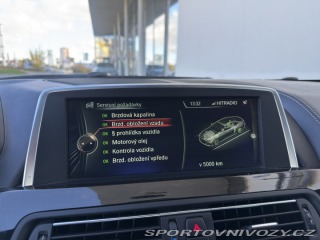 Servisní požadavky
13:32
HITRADIO
OK Brzdová kapalina
OK Brzd. obložení vzadu
OK § prohlídka vozidla
OK Motorový olej
OK Kontrola vozidla
OK Brzd. obložení vpředu
v 5000 km
SPORTOVNIVOZY.CZ